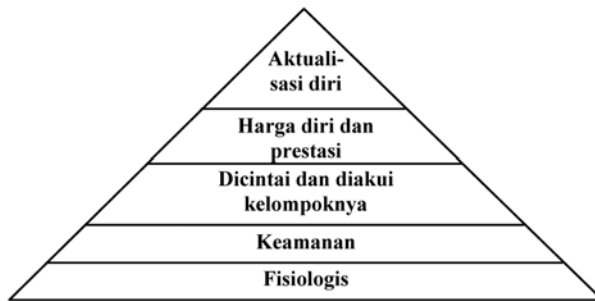 Aktuali-
sasi diri
Harga diri dan
prestasi
Dicintai dan diakui
kelompoknya
Keamanan
Fisiologis